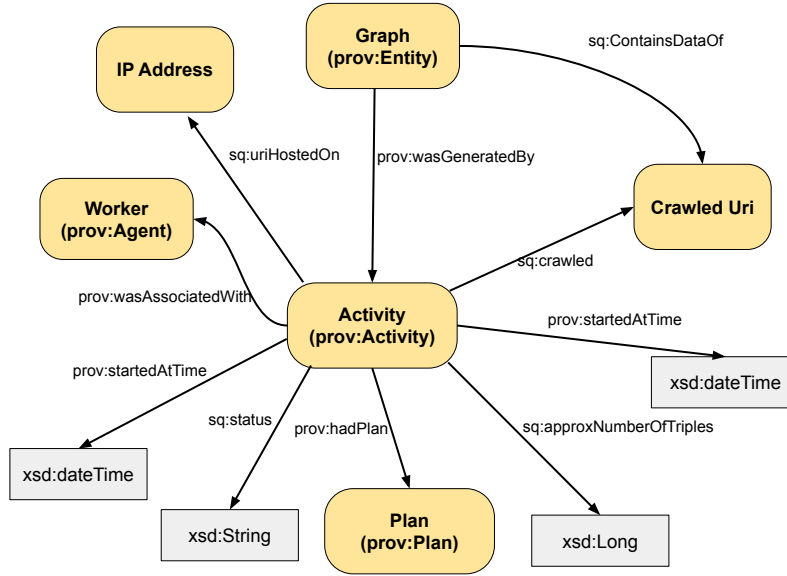 Graph
(prov:Entity)
sq:ContainsDataOf
IP Address
sq:uriHostedOn
prov:wasGeneratedBy
Worker
(prov:Agent)
Crawled Uri
sq:crawled
prov:wasAssociatedWith
Activity
(prov:Activity)
prov:startedAtTime
prov:startedAtTime
xsd:dateTime
sq:status
prov:hadPlan
sq:approxNumberOfTriples
xsd:dateTime
xsd:String
Plan
(prov:Plan)
xsd:Long